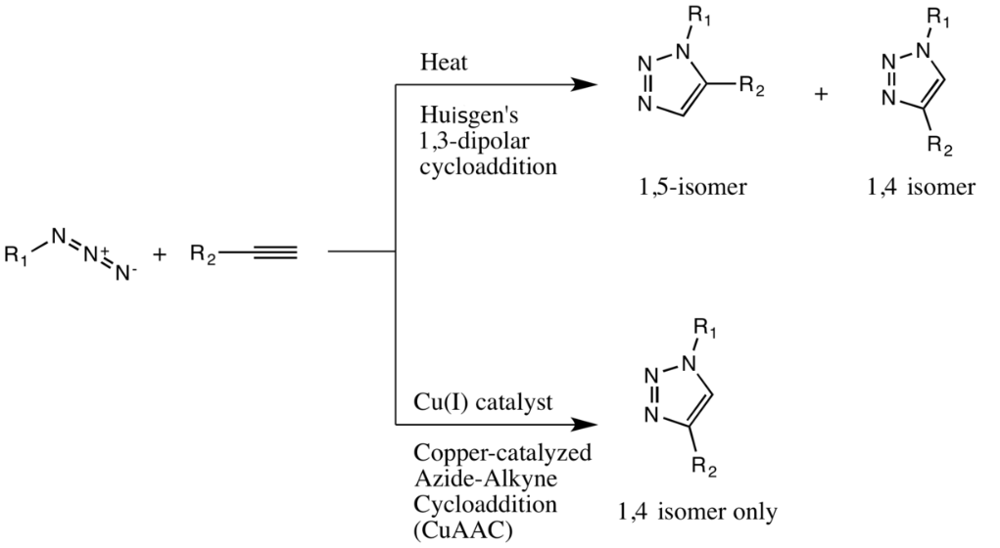 Heat
Huisgen's
1,3-dipolar
cycloaddition
R1
N
N
N
R2
1,5-isomer
+
R1
N
N
N
R2
1,4 isomer
R1
N
N+
N-
+
R2
Cu(I) catalyst
Copper-catalyzed
Azide-Alkyne
Cycloaddition
(CuAAC)
R1
N
N
N
R2
1,4 isomer only